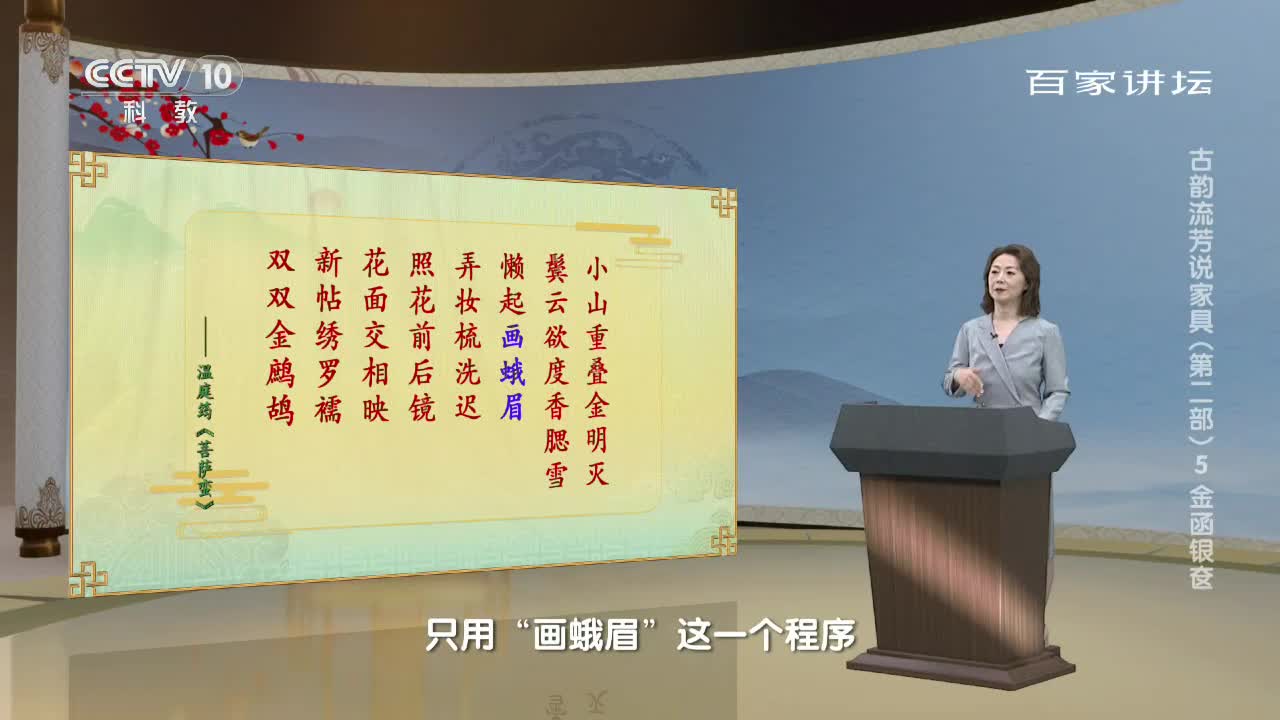 CCTV 10
科 教
百家讲坛
古韵流芳说家具（第二部）5 金函银奁
小山重叠金明灭
鬓云欲度香腮雪
懒起画蛾眉
弄妆梳洗迟
照花前后镜
花面交相映
新帖绣罗襦
双双金鹧鸪
——温庭筠《菩萨蛮》
只用“画蛾眉”这一个程序